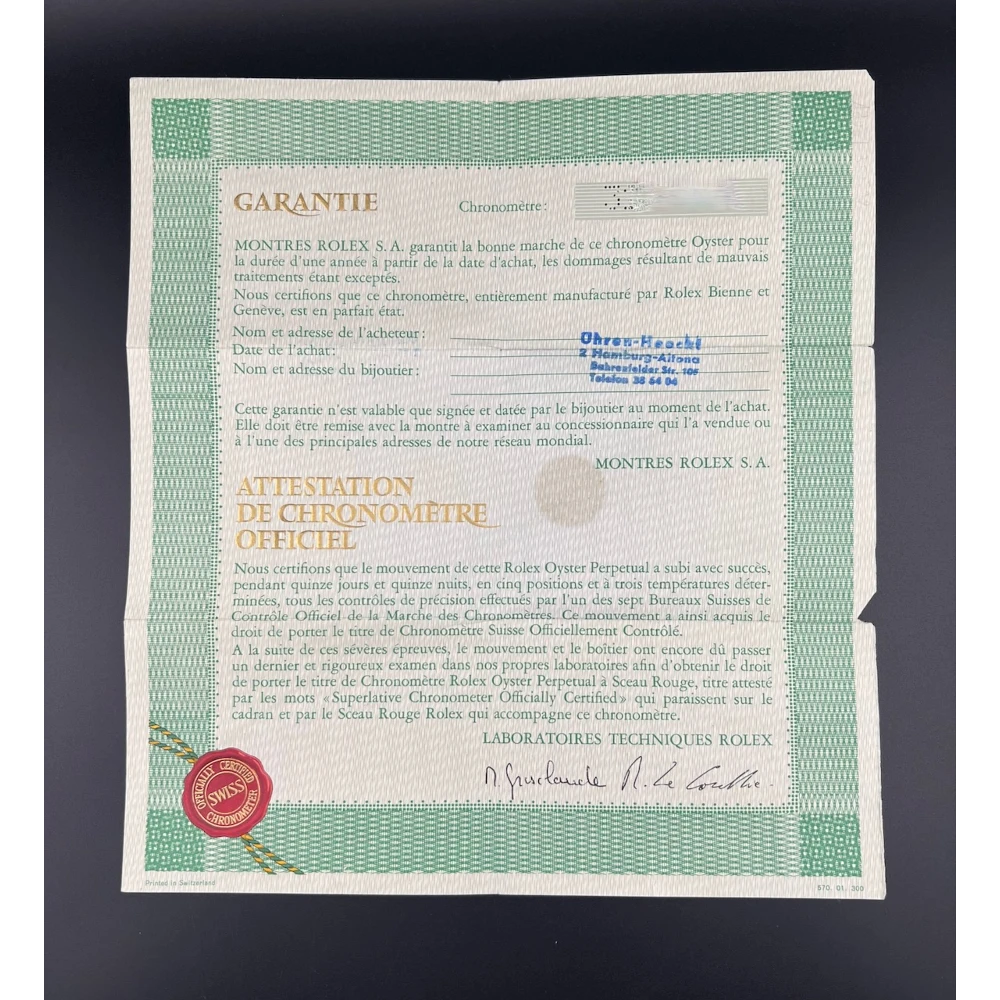 GARANTIE
Chronomètre:
MONTRES ROLEX S. A. garantit la bonne marche de ce chronomètre Oyster pour
la durée d'une année à partir de la date d'achat, les dommages résultant de mauvais
traitements étant exceptés.
Nous certifions que ce chronomètre, entièrement manufacturé par Rolex Bienne et
Genève, est en parfait état.
Nom et adresse de l'acheteur:
Date de l'achat:
Nom et adresse du bijoutier:
Uhren-Haecki
2 Hamburg-Altona
Bahrenfelder Str. 106
Telefon 38 64 04
Cette garantie n'est valable que signée et datée par le bijoutier au moment de l'achat.
Elle doit être remise avec la montre à examiner au concessionnaire qui l'a vendue ou
à l'une des principales adresses de notre réseau mondial.
MONTRES ROLEX S. A.
ATTESTATION
DE CHRONOMÈTRE
OFFICIEL
Nous certifions que le mouvement de cette Rolex Oyster Perpetual a subi avec succès,
pendant quinze jours et quinze nuits, en cinq positions et à trois températures déter-
minées, tous les contrôles de précision effectués par l'un des sept Bureaux Suisses de
Contrôle Officiel de la Marche des Chronomètres. Ce mouvement a ainsi acquis le
droit de porter le titre de Chronomètre Suisse Officiellement Contrôlé.
A la suite de ces sévères épreuves, le mouvement et le boîtier ont encore dû passer
un dernier et rigoureux examen dans nos propres laboratoires afin d'obtenir le droit
de porter le titre de Chronomètre Rolex Oyster Perpetual à Sceau Rouge, titre attesté
par les mots «Superlative Chronometer Officially Certified» qui paraissent sur le
cadran et par le Sceau Rouge Rolex qui accompagne ce chronomètre.
LABORATOIRES TECHNIQUES ROLEX
OFFICIALLY CERTIFIED
SWISS
CHRONOMETER
Printed in Switzerland
570. 01. 300